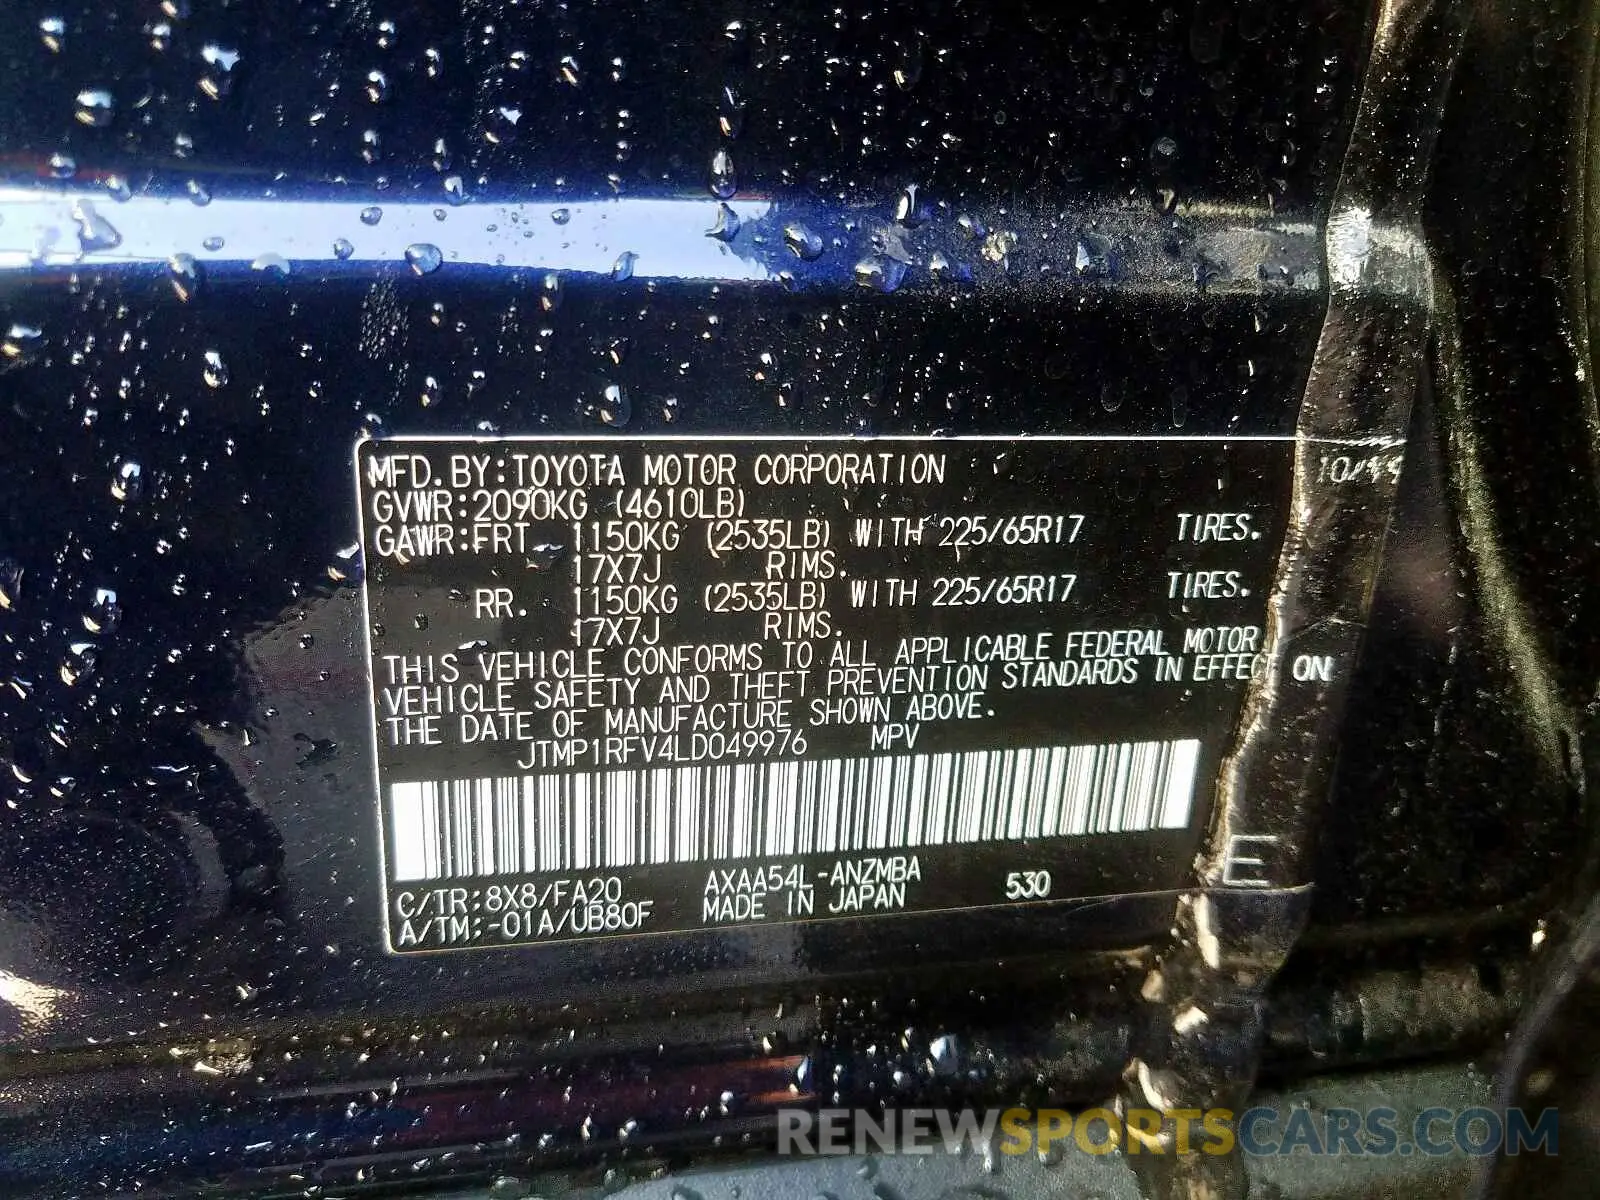 MFD.BY:TOYOTA MOTOR CORPORATION 10/19
GVWR:2090KG (4610LB)
GAWR:FRT 1150KG (2535LB) WITH 225/65R17 TIRES.
17X7J RIMS.
RR. 1150KG (2535LB) WITH 225/65R17 TIRES.
17X7J RIMS.
THIS VEHICLE CONFORMS TO ALL APPLICABLE FEDERAL MOTOR
VEHICLE SAFETY AND THEFT PREVENTION STANDARDS IN EFFECT ON
THE DATE OF MANUFACTURE SHOWN ABOVE.
JTMP1RFV4LD049976 MPV
E
C/TR:8X8/FA20 AXAA54L-ANZMBA 530
A/TM:-01A/UB80F MADE IN JAPAN
RENEWSPORTSCARS.COM